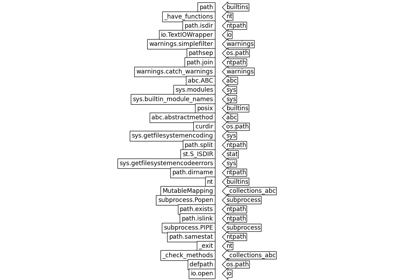 path builtins
_have_functions nt
path.isdir ntpath
io.TextIOWrapper io
warnings.simplefilter warnings
pathsep os.path
path.join ntpath
warnings.catch_warnings warnings
abc.ABC abc
sys.modules sys
sys.builtin_module_names sys
posix builtins
abc.abstractmethod abc
curdir os.path
sys.getfilesystemencoding sys
path.split ntpath
st.S_ISDIR stat
sys.getfilesystemencodeerrors sys
path.dirname ntpath
nt builtins
MutableMapping _collections_abc
subprocess.Popen subprocess
path.exists ntpath
path.islink ntpath
subprocess.PIPE subprocess
path.samestat ntpath
_exit nt
_check_methods _collections_abc
defpath os.path
io.open io